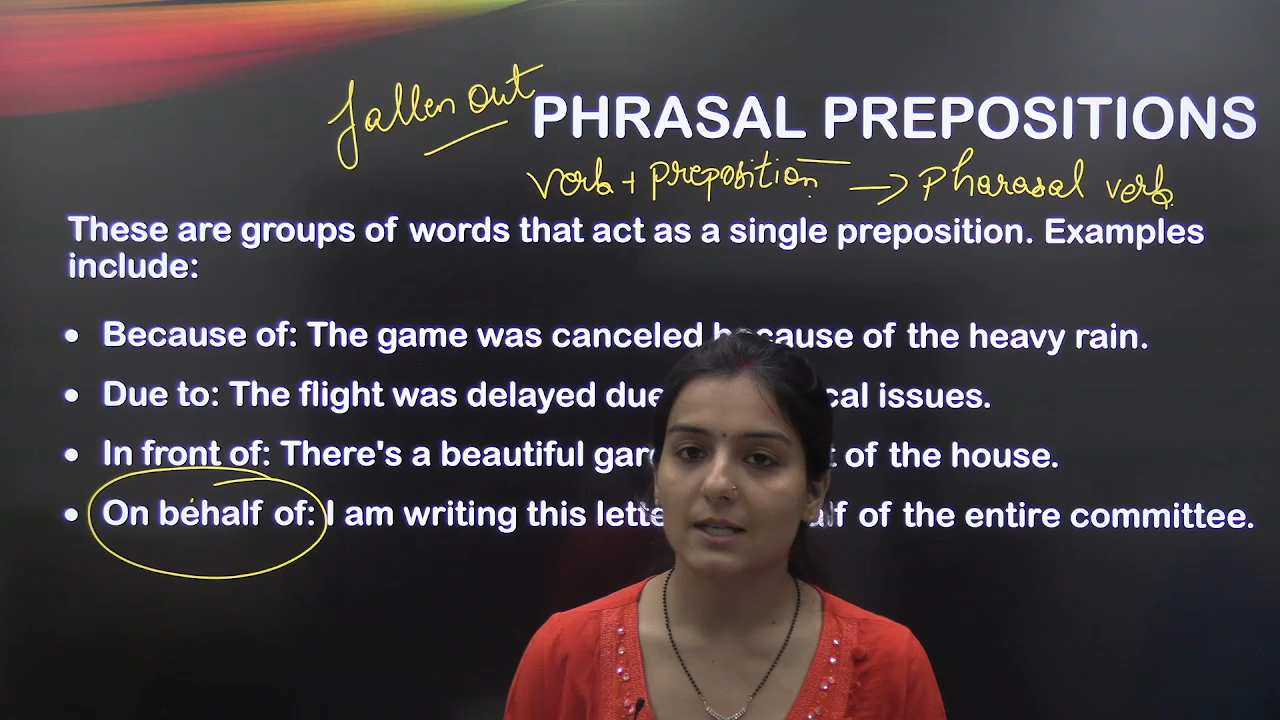 fallen out
PHRASAL PREPOSITIONS
verb + preposition → Pharasal verb
These are groups of words that act as a single preposition. Examples
include:
• Because of: The game was canceled because of the heavy rain.
• Due to: The flight was delayed due cal issues.
• In front of: There's a beautiful gar t of the house.
• On behalf of: I am writing this lette alf of the entire committee.